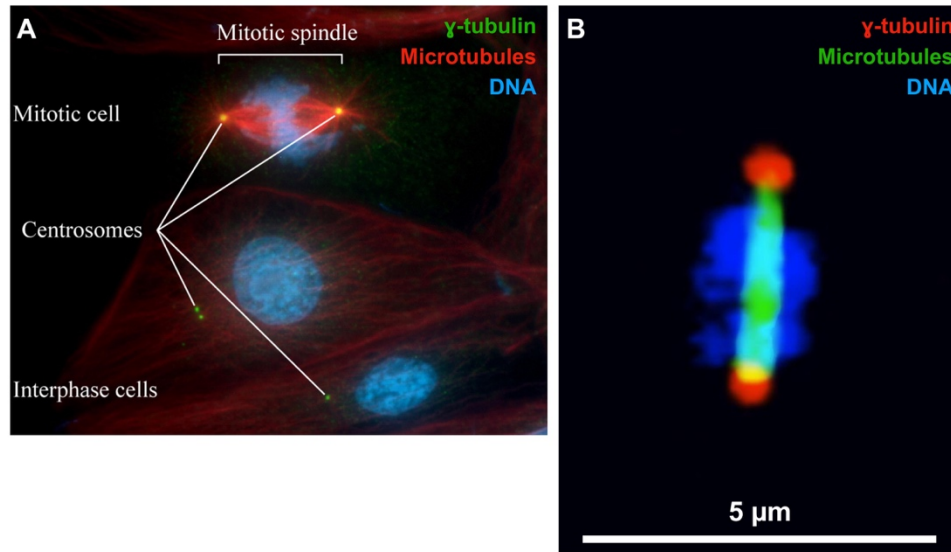 A
Mitotic spindle
ɣ-tubulin
Microtubules
DNA
Mitotic cell
Centrosomes
Interphase cells
B
ɣ-tubulin
Microtubules
DNA
5 µm